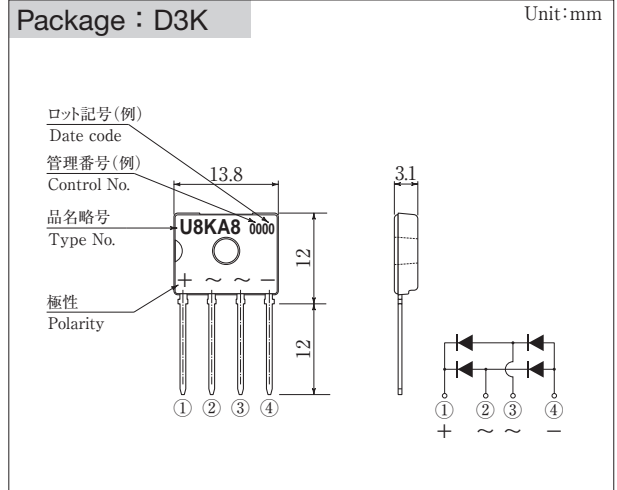 Package：D3K
Unit:mm
ロット記号(例)
Date code
管理番号(例)
Control No.
品名略号
Type No.
極性
Polarity
13.8
3.1
U8KA8 0000
+ ～ ～ −
12
12
① ② ③ ④
① ② ③ ④
+ ～ ～ −